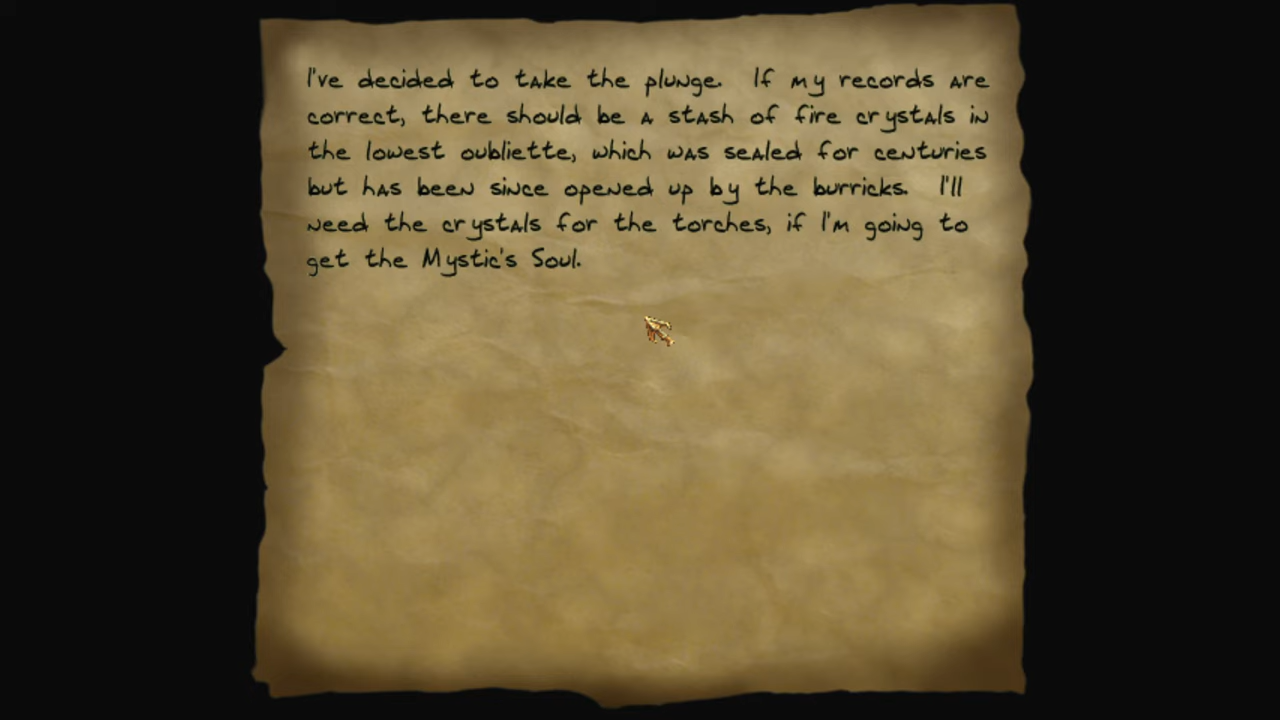 I've decided to take the plunge.  If my records are
correct, there should be a stash of fire crystals in
the lowest oubliette, which was sealed for centuries
but has been since opened up by the burricks.  I'll
need the crystals for the torches, if I'm going to
get the Mystic's Soul.